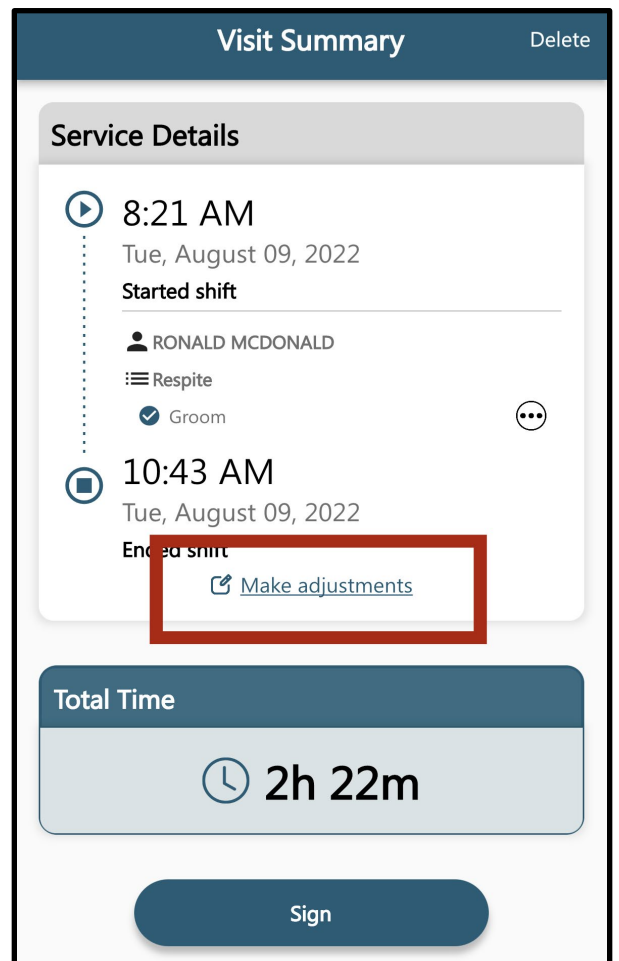 Visit Summary Delete
Service Details
8:21 AM
Tue, August 09, 2022
Started shift
RONALD MCDONALD
Respite
Groom
10:43 AM
Tue, August 09, 2022
Ended shift
Make adjustments
Total Time
2h 22m
Sign